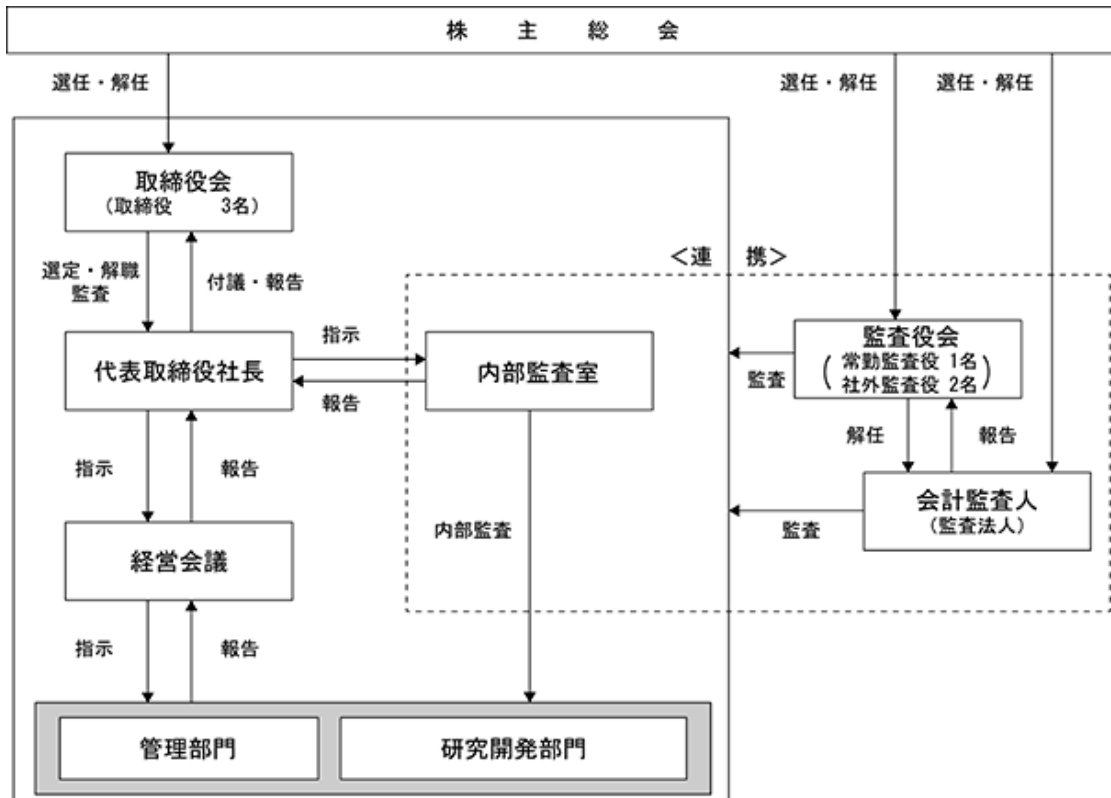 株 主 総 会
選任・解任
選任・解任
選任・解任
取締役会
(取締役 3名)
選定・解職
監査
付議・報告
<連 携>
代表取締役社長
指示
報告
内部監査室
監査
監査役会
(常勤監査役 1名
社外監査役 2名)
解任
報告
指示
報告
内部監査
監査
会計監査人
(監査法人)
経営会議
指示
報告
管理部門
研究開発部門